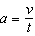 a = v/t